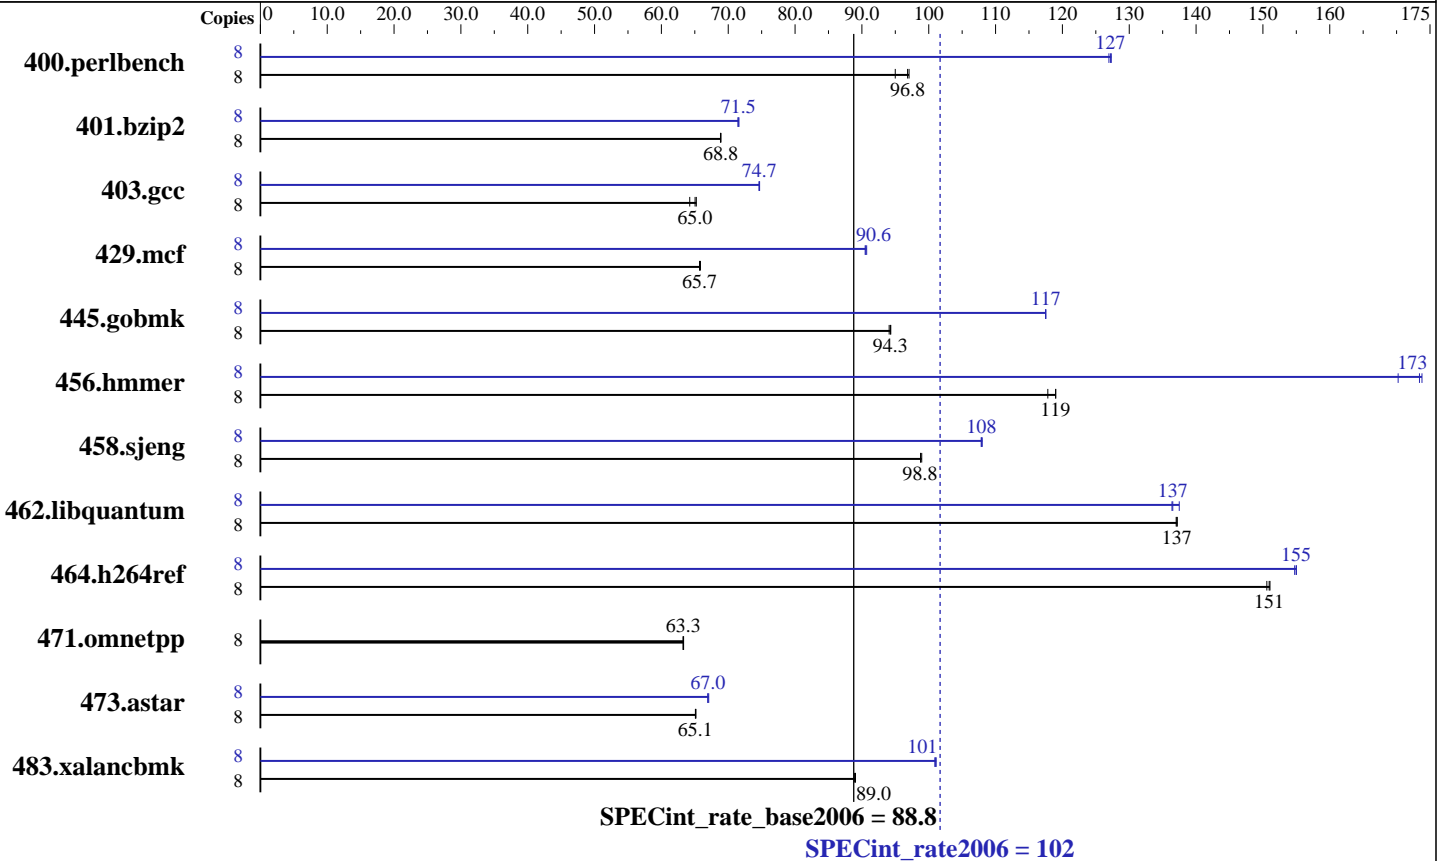 Copies 0 10.0 20.0 30.0 40.0 50.0 60.0 70.0 80.0 90.0 100 110 120 130 140 150 160 175
400.perlbench 8 127
8 96.8
401.bzip2 8 71.5
8 68.8
403.gcc 8 74.7
8 65.0
429.mcf 8 90.6
8 65.7
445.gobmk 8 117
8 94.3
456.hmmer 8 173
8 119
458.sjeng 8 108
8 98.8
462.libquantum 8 137
8 137
464.h264ref 8 155
8 151
471.omnetpp 8 63.3
473.astar 8 67.0
8 65.1
483.xalancbmk 8 101
8 89.0
SPECint_rate_base2006 = 88.8
SPECint_rate2006 = 102